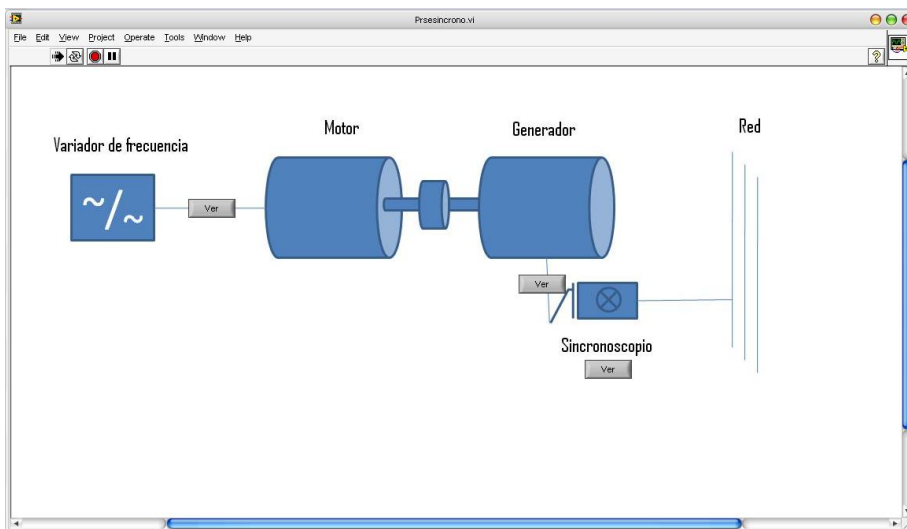 Prsesincrono.vi
File Edit View Project Operate Tools Window Help
Motor
Generador
Red
Variador de frecuencia
~/~
Ver
Ver
Sincronoscopio
Ver